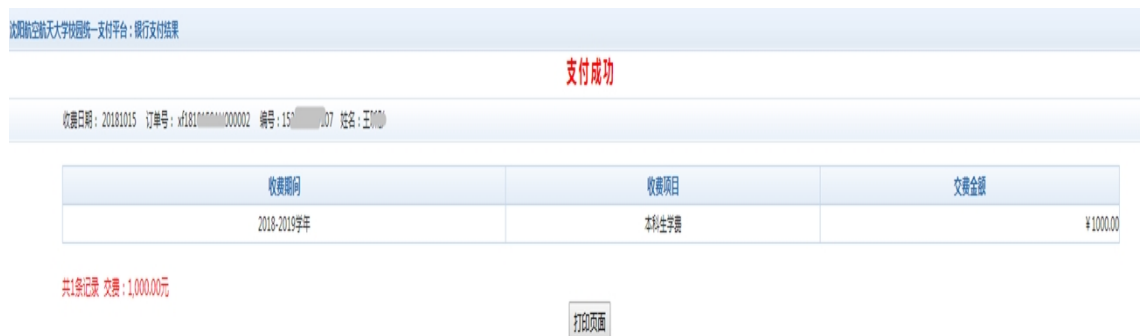 沈阳航空航天大学校园统一支付平台：银行支付结果
支付成功
收费日期：20181015 订单号：xf181 000002 编号：15 207 姓名：王
收费期间 收费项目 交费金额
2018-2019学年 本科生学费 ￥1000.00
共1条记录 交费：1,000.00元
打印页面